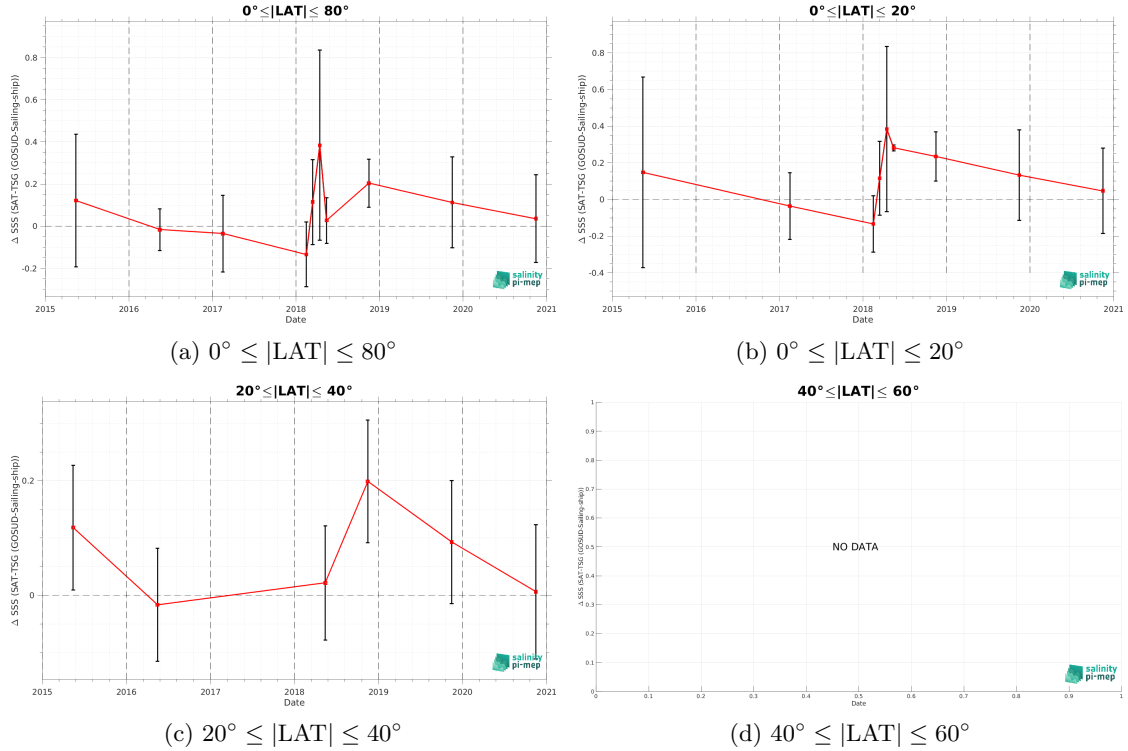 0°≤|LAT|≤ 80°
Δ SSS (SAT-TSG (GOSUD-Sailing-ship))
0.8
0.6
0.4
0.2
0
-0.2
2015 2016 2017 2018 2019 2020 2021
Date
salinity
pi-mep
(a) 0° ≤ |LAT| ≤ 80°
0°≤|LAT|≤ 20°
Δ SSS (SAT-TSG (GOSUD-Sailing-ship))
0.8
0.6
0.4
0.2
0
-0.2
-0.4
2015 2016 2017 2018 2019 2020 2021
Date
salinity
pi-mep
(b) 0° ≤ |LAT| ≤ 20°
20°≤|LAT|≤ 40°
Δ SSS (SAT-TSG (GOSUD-Sailing-ship))
0.2
0
2015 2016 2017 2018 2019 2020 2021
Date
salinity
pi-mep
(c) 20° ≤ |LAT| ≤ 40°
40°≤|LAT|≤ 60°
Δ SSS (SAT-TSG (GOSUD-Sailing-ship))
1
0.9
0.8
0.7
0.6
0.5
0.4
0.3
0.2
0.1
0
NO DATA
0 0.1 0.2 0.3 0.4 0.5 0.6 0.7 0.8 0.9 1
Date
salinity
pi-mep
(d) 40° ≤ |LAT| ≤ 60°